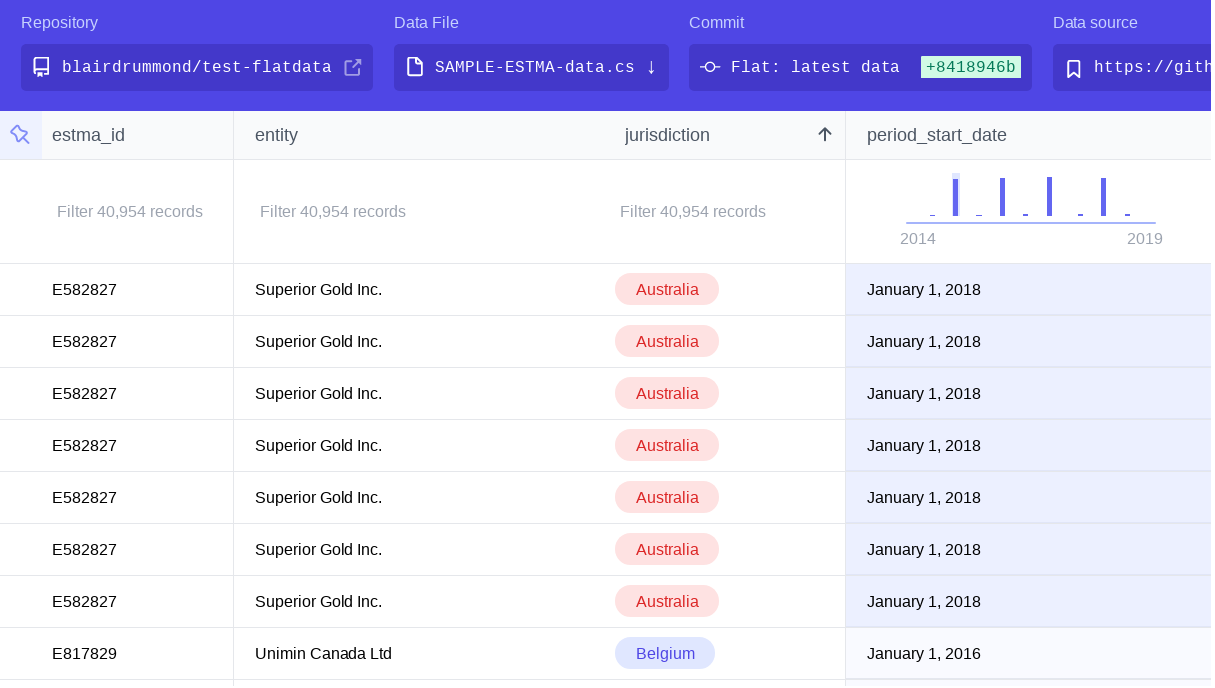 Repository Data File Commit Data source
blairdrummond/test-flatdata SAMPLE-ESTMA-data.cs ↓ Flat: latest data +8418946b https://gith
estma_id entity jurisdiction ↑ period_start_date
Filter 40,954 records Filter 40,954 records Filter 40,954 records
2014 2019
E582827 Superior Gold Inc. Australia January 1, 2018
E582827 Superior Gold Inc. Australia January 1, 2018
E582827 Superior Gold Inc. Australia January 1, 2018
E582827 Superior Gold Inc. Australia January 1, 2018
E582827 Superior Gold Inc. Australia January 1, 2018
E582827 Superior Gold Inc. Australia January 1, 2018
E582827 Superior Gold Inc. Australia January 1, 2018
E817829 Unimin Canada Ltd Belgium January 1, 2016